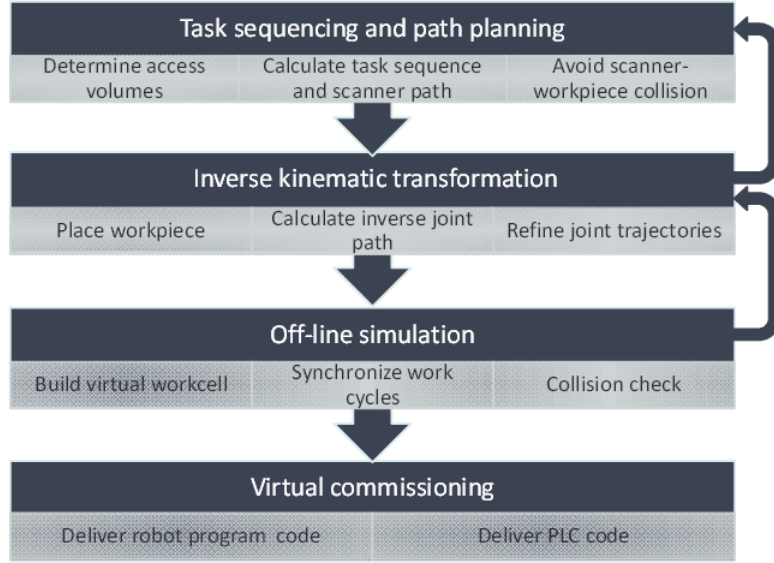 Task sequencing and path planning
Determine access
volumes
Calculate task sequence
and scanner path
Avoid scanner-
workpiece collision
Inverse kinematic transformation
Place workpiece
Calculate inverse joint
path
Refine joint trajectories
Off-line simulation
Build virtual workcell
Synchronize work
cycles
Collision check
Virtual commissioning
Deliver robot program code
Deliver PLC code